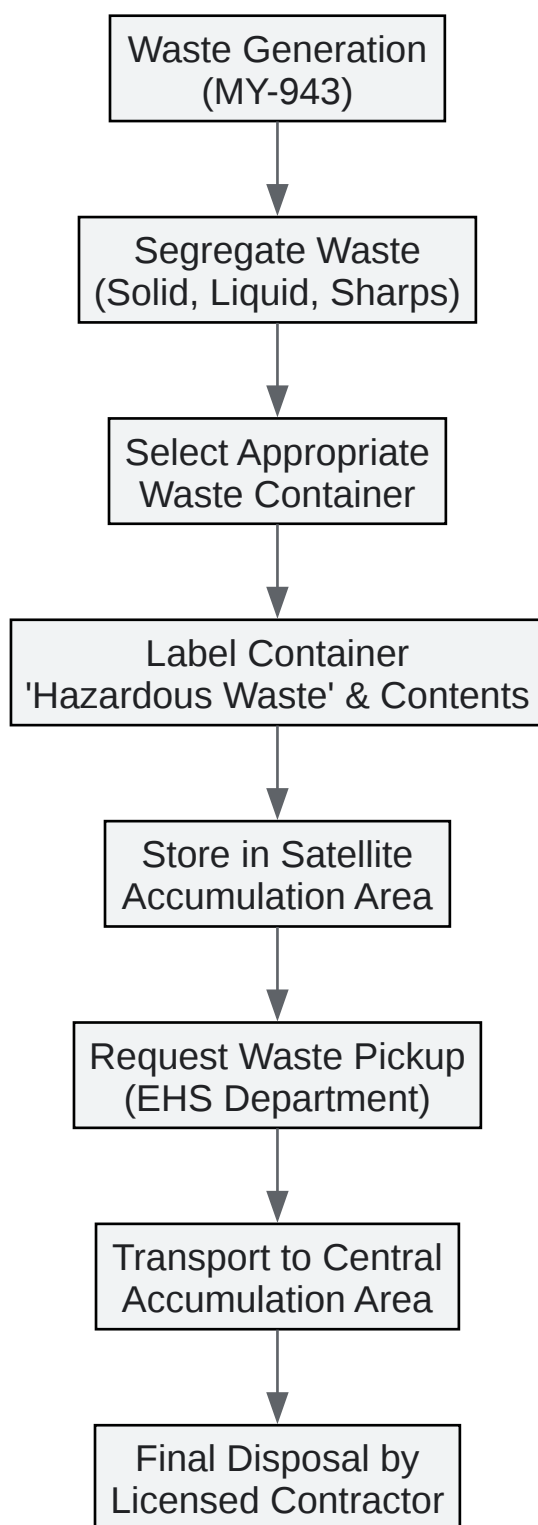 Waste Generation
(MY-943)
Segregate Waste
(Solid, Liquid, Sharps)
Select Appropriate
Waste Container
Label Container
'Hazardous Waste' & Contents
Store in Satellite
Accumulation Area
Request Waste Pickup
(EHS Department)
Transport to Central
Accumulation Area
Final Disposal by
Licensed Contractor